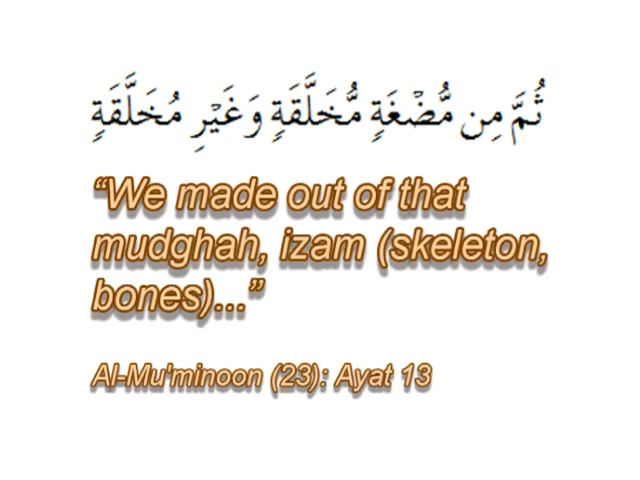 ثُمَّ مِن مُّضْغَةٍ مُّخَلَّقَةٍ وَغَيْرِ مُخَلَّقَةٍ
“We made out of that
mudghah, izam (skeleton,
bones)...”
Al-Mu'minoon (23): Ayat 13